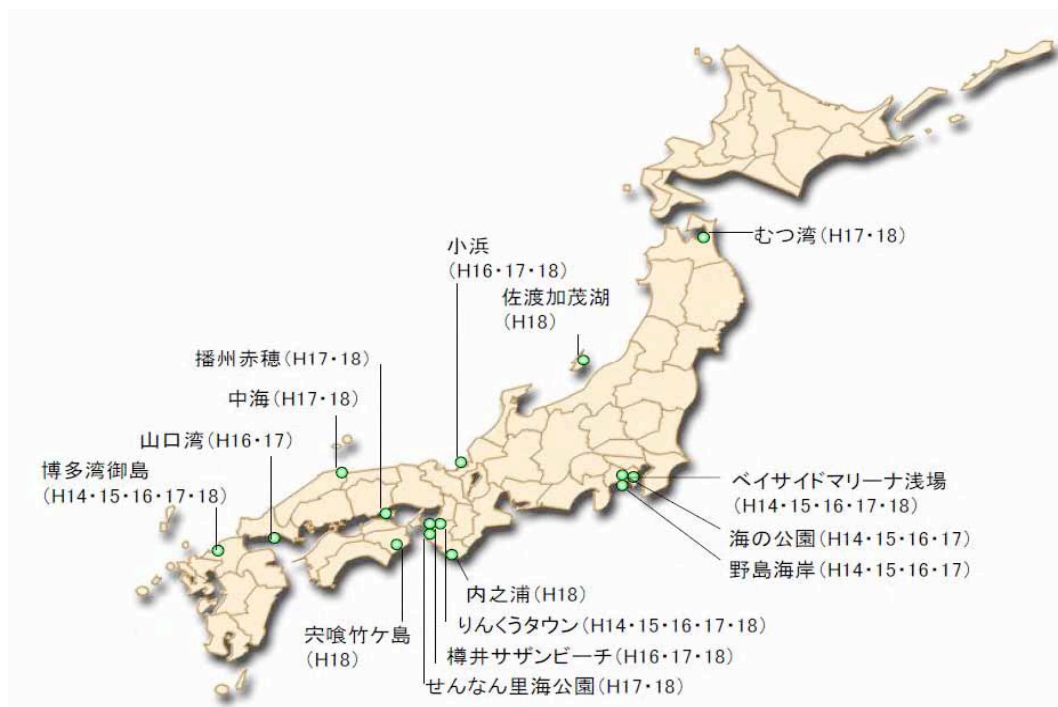 むつ湾(H17・18)
小浜
(H16・17・18)
佐渡加茂湖
(H18)
播州赤穂(H17・18)
中海(H17・18)
山口湾(H16・17)
博多湾御島
(H14・15・16・17・18)
ベイサイドマリーナ浅場
(H14・15・16・17・18)
海の公園(H14・15・16・17)
野島海岸(H14・15・16・17)
内之浦(H18)
りんくうタウン(H14・15・16・17・18)
宍喰竹ケ島
(H18)
樽井サザンビーチ(H16・17・18)
せんなん里海公園(H17・18)